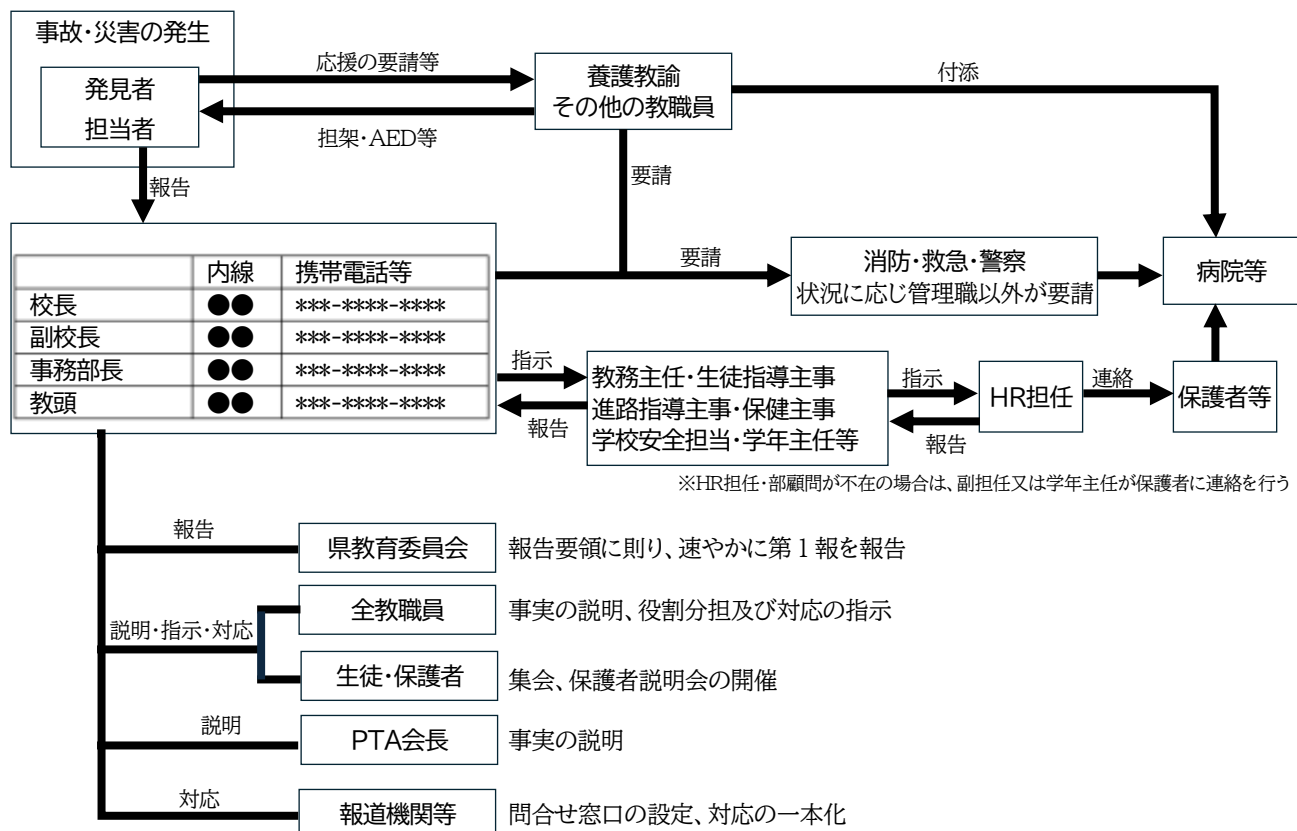 事故・災害の発生
発見者
担当者
応援の要請等
担架・AED等
養護教諭
その他の教職員
付添
報告
要請
内線 携帯電話等
校長 ●● ***-****-****
副校長 ●● ***-****-****
事務部長 ●● ***-****-****
教頭 ●● ***-****-****
要請
消防・救急・警察
状況に応じ管理職以外が要請
病院等
指示
報告
教務主任・生徒指導主事
進路指導主事・保健主事
学校安全担当・学年主任等
指示
報告
HR担任
連絡
保護者等
※HR担任・部顧問が不在の場合は、副担任又は学年主任が保護者に連絡を行う
報告
県教育委員会 報告要領に則り、速やかに第1報を報告
説明・指示・対応
全教職員 事実の説明、役割分担及び対応の指示
生徒・保護者 集会、保護者説明会の開催
説明
PTA会長 事実の説明
対応
報道機関等 問合せ窓口の設定、対応の一本化